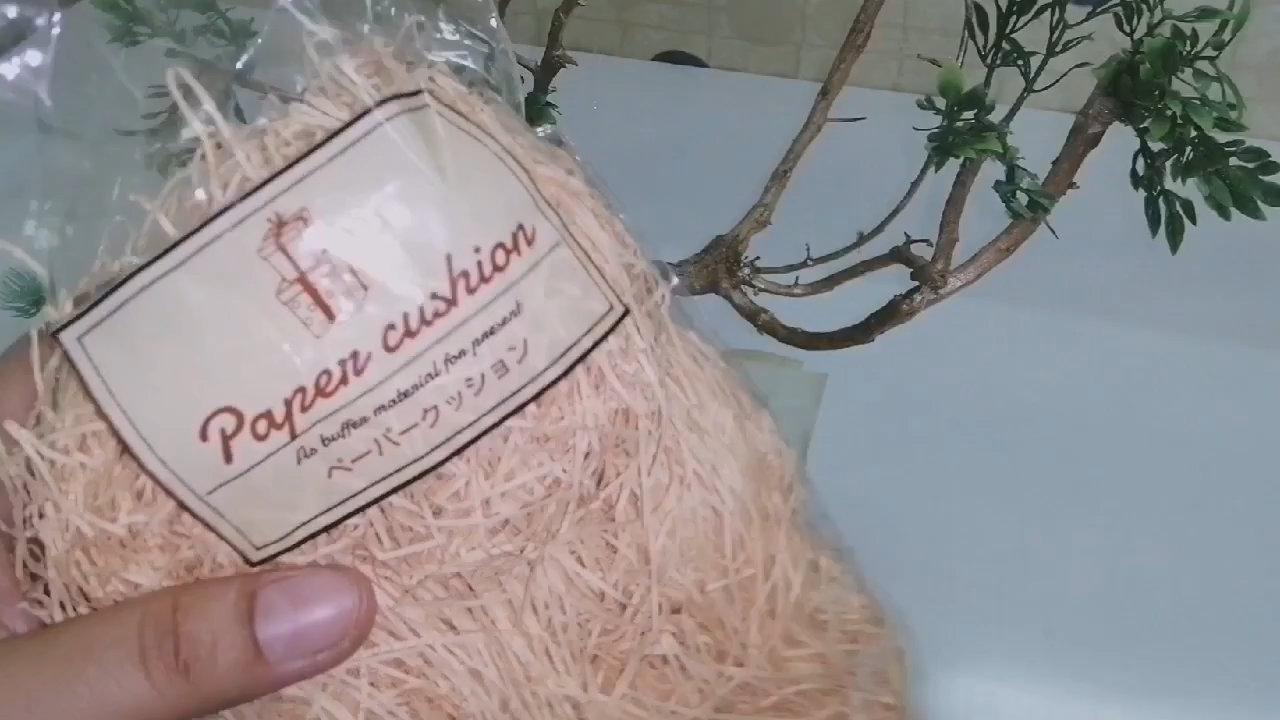 Paper cushion
As buffer material for present
ペーパークッション